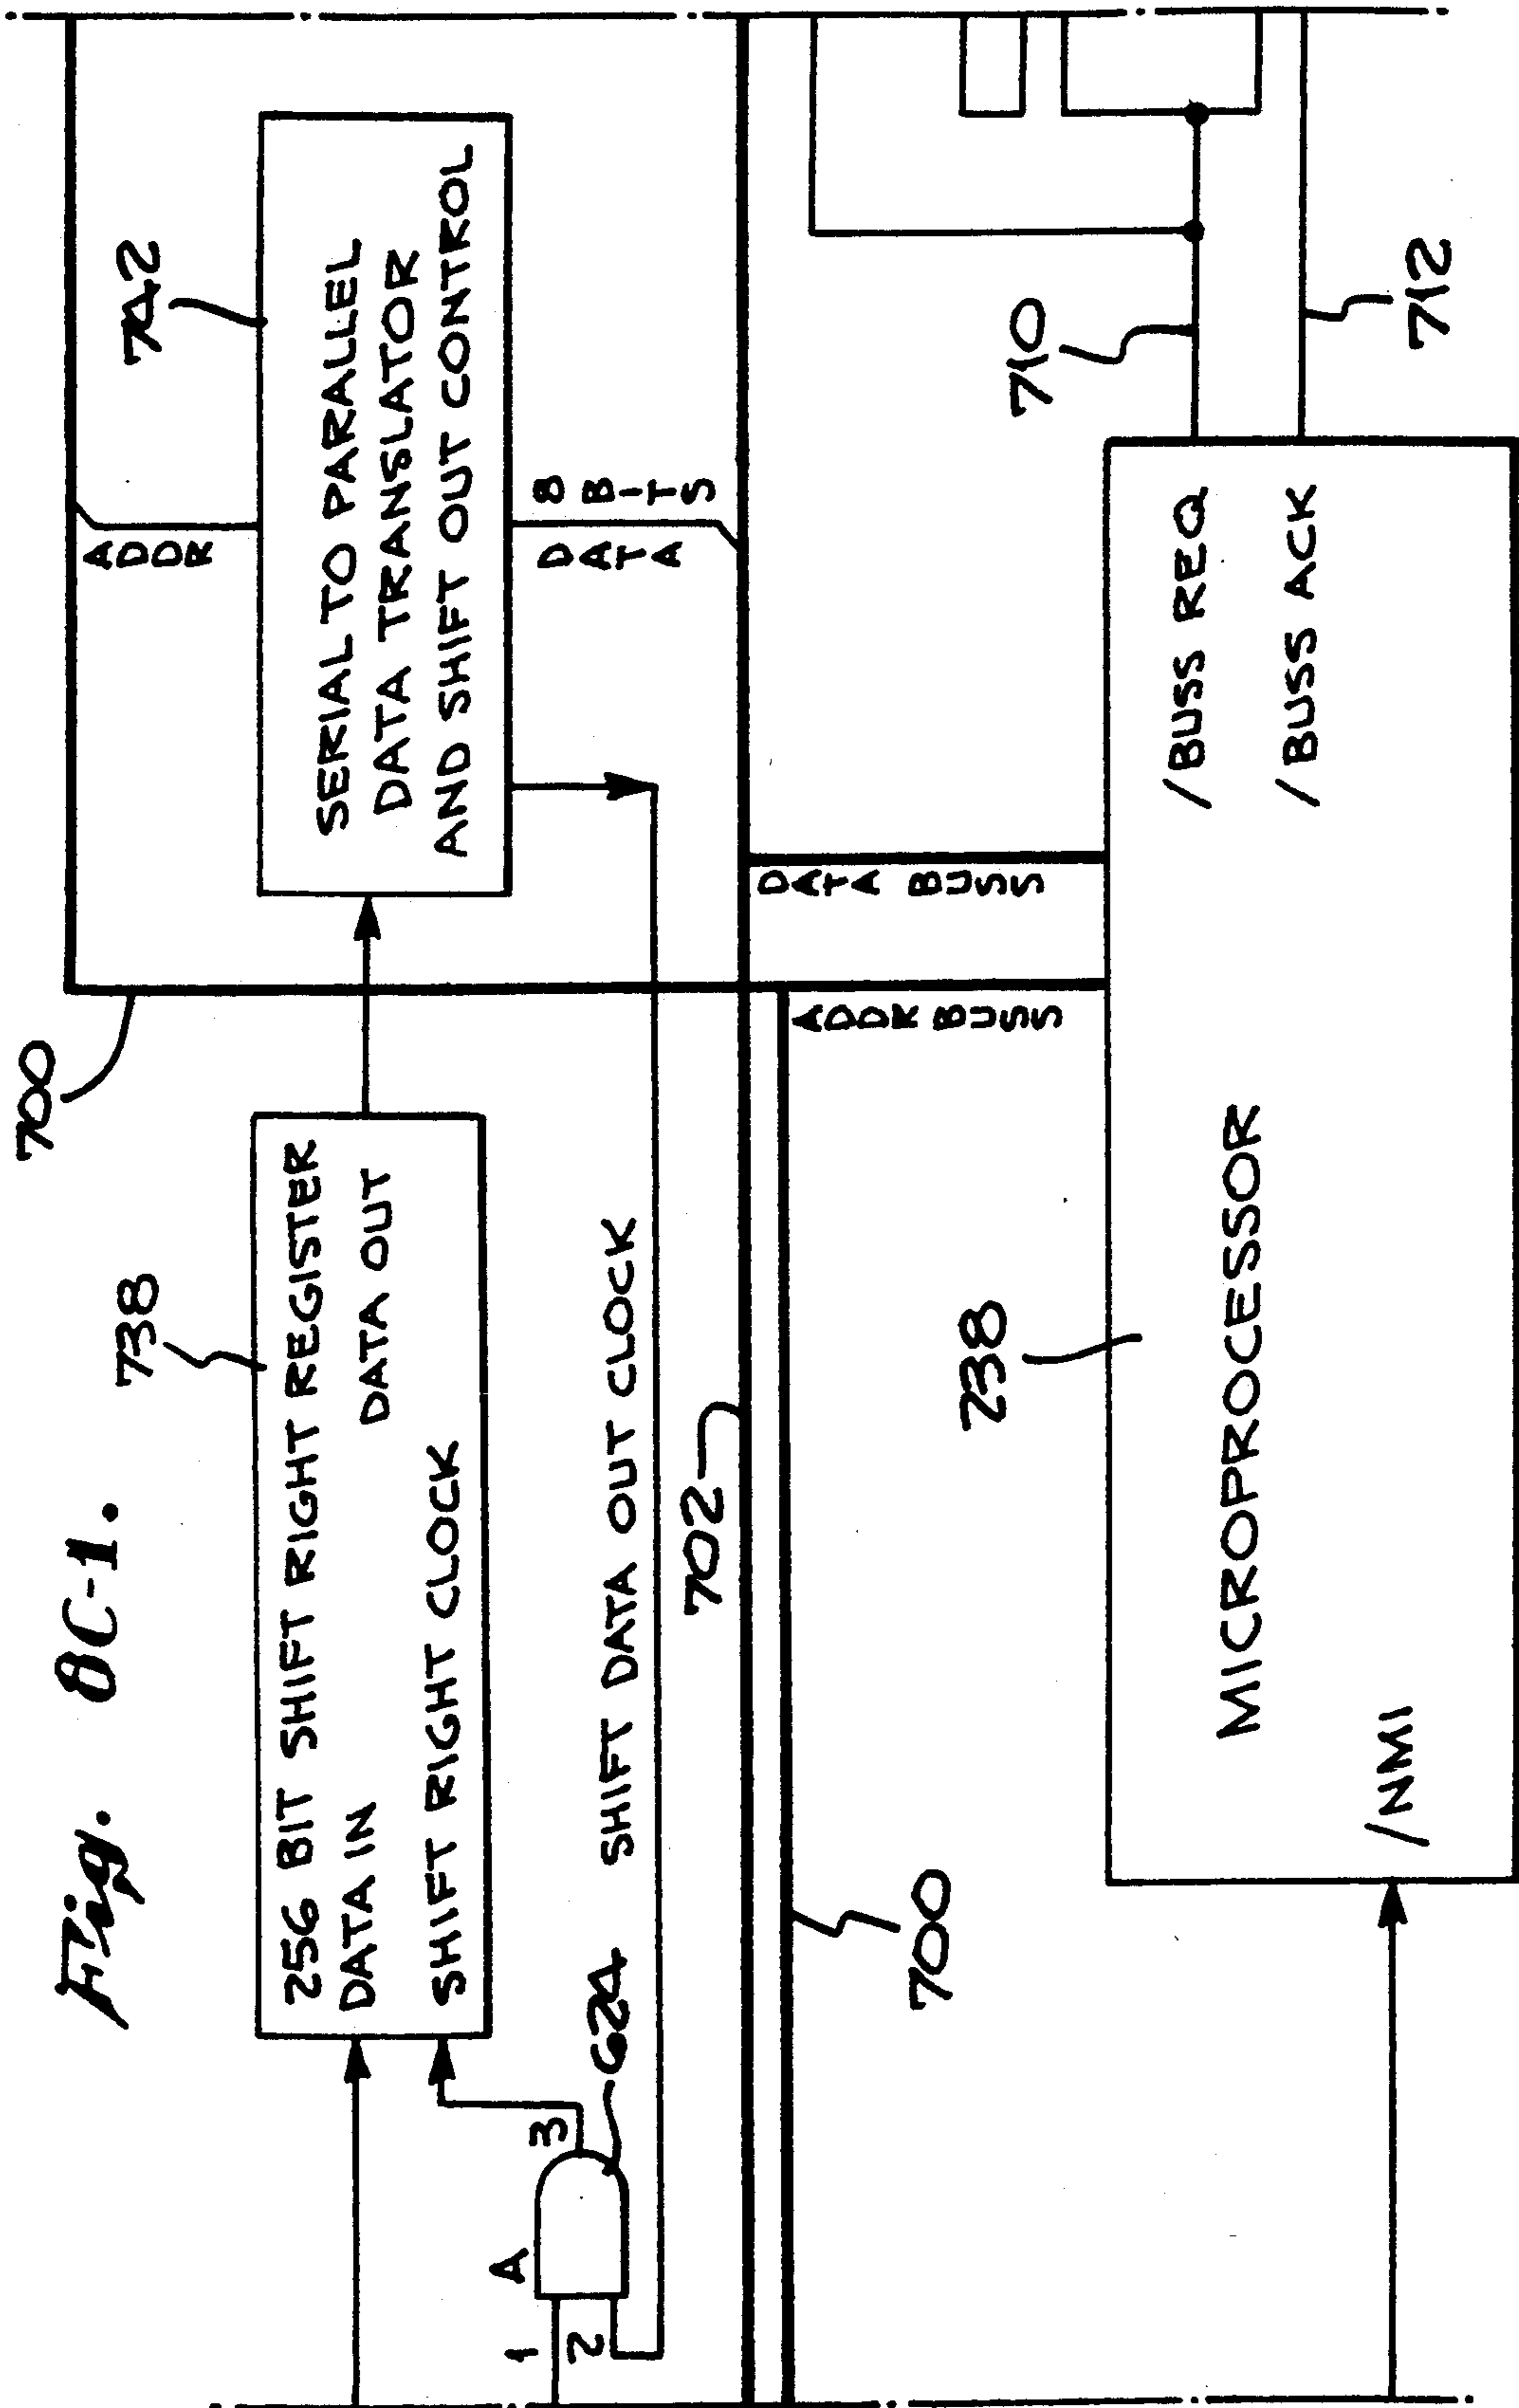 Fig. 8C-1.
700
738
742
256 BIT SHIFT RIGHT REGISTER
DATA IN
DATA OUT
SHIFT RIGHT CLOCK
ADDR
SERIAL TO PARALLEL
DATA TRANSLATOR
AND SHIFT OUT CONTROL
DATA
8 BITS
1
2
A
3
624
SHIFT DATA OUT CLOCK
702
700
ADDR BUSS
DATA BUSS
238
710
MICROPROCESSOR
/NMI
/BUSS REQ
/BUSS ACK
712